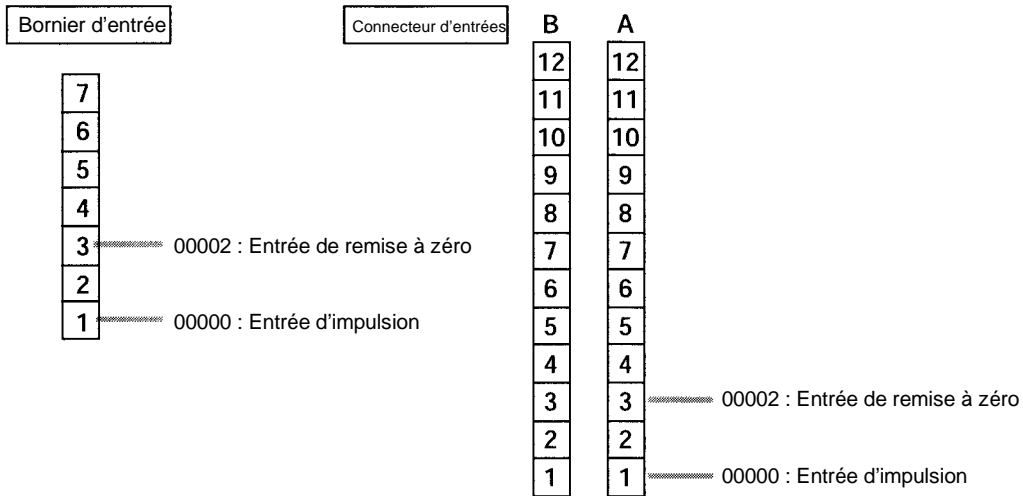 Bornier d'entrée
Connecteur d'entrées
B A
12 12
7
11 11
6
10 10
5
9 9
4
8 8
3 00002 : Entrée de remise à zéro
7 7
2
6 6
1 00000 : Entrée d'impulsion
5 5
4 4
3 3 00002 : Entrée de remise à zéro
2 2
1 1 00000 : Entrée d'impulsion